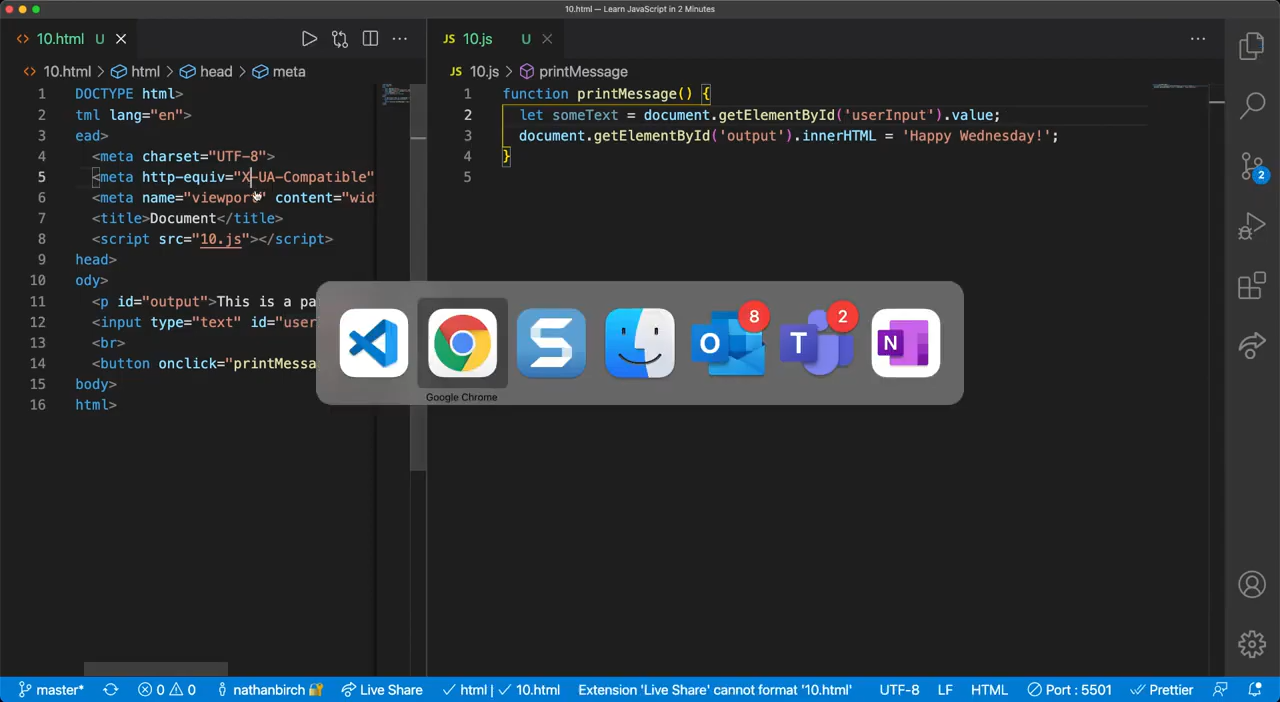 10.html — Learn JavaScript in 2 Minutes
<> 10.html U
JS 10.js U
<> 10.html > html > head > meta
JS 10.js > printMessage
1 DOCTYPE html>
2 tml lang="en">
3 ead>
4 <meta charset="UTF-8">
5 <meta http-equiv="X-UA-Compatible"
6 <meta name="viewport" content="wid
7 <title>Document</title>
8 <script src="10.js"></script>
9 head>
10 ody>
11 <p id="output">This is a pa
12 <input type="text" id="user
13 <br>
14 <button onclick="printMessa
15 body>
16 html>
1 function printMessage() {
2 let someText = document.getElementById('userInput').value;
3 document.getElementById('output').innerHTML = 'Happy Wednesday!';
4 }
5
2
S
O 8
T 2
N
Google Chrome
master* 0 0 nathanbirch Live Share html | 10.html Extension 'Live Share' cannot format '10.html' UTF-8 LF HTML Port : 5501 Prettier